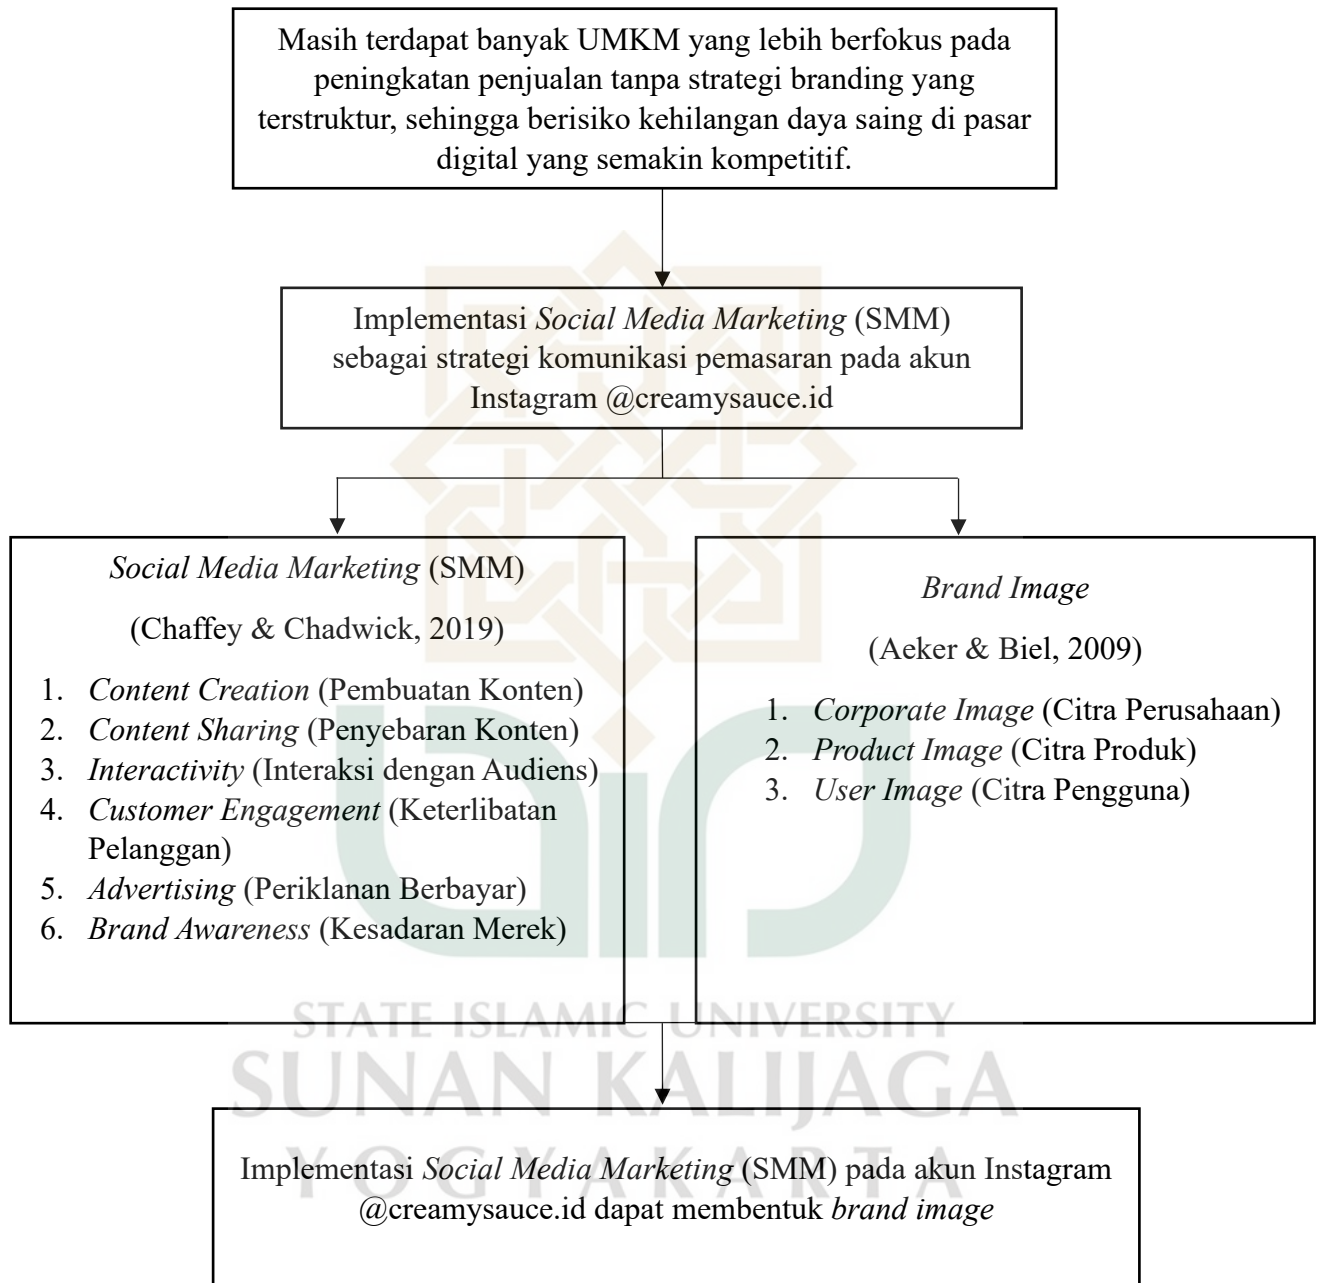 Masih terdapat banyak UMKM yang lebih berfokus pada
peningkatan penjualan tanpa strategi branding yang
terstruktur, sehingga berisiko kehilangan daya saing di pasar
digital yang semakin kompetitif.
Implementasi Social Media Marketing (SMM)
sebagai strategi komunikasi pemasaran pada akun
Instagram @creamysauce.id
Social Media Marketing (SMM)
(Chaffey & Chadwick, 2019)
1. Content Creation (Pembuatan Konten)
2. Content Sharing (Penyebaran Konten)
3. Interactivity (Interaksi dengan Audiens)
4. Customer Engagement (Keterlibatan
Pelanggan)
5. Advertising (Periklanan Berbayar)
6. Brand Awareness (Kesadaran Merek)
Brand Image
(Aeker & Biel, 2009)
1. Corporate Image (Citra Perusahaan)
2. Product Image (Citra Produk)
3. User Image (Citra Pengguna)
STATE ISLAMIC UNIVERSITY
SUNAN KALIJAGA
YOGYAKARTA
Implementasi Social Media Marketing (SMM) pada akun Instagram
@creamysauce.id dapat membentuk brand image